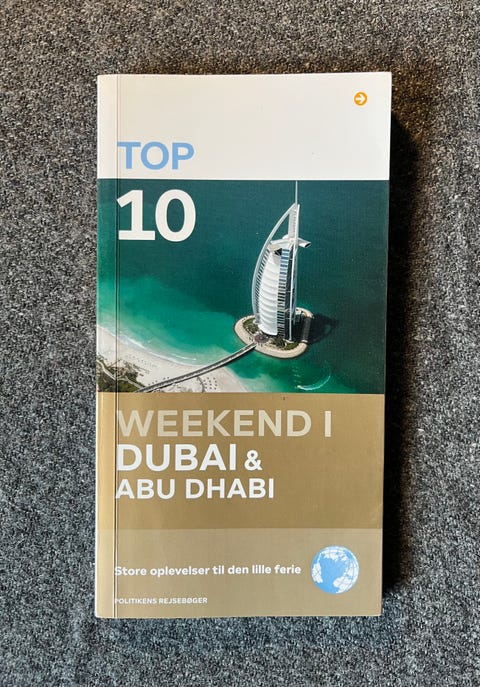 TOP
10
WEEKEND I
DUBAI &
ABU DHABI
Store oplevelser til den lille ferie
POLITIKENS REJSEBØGER